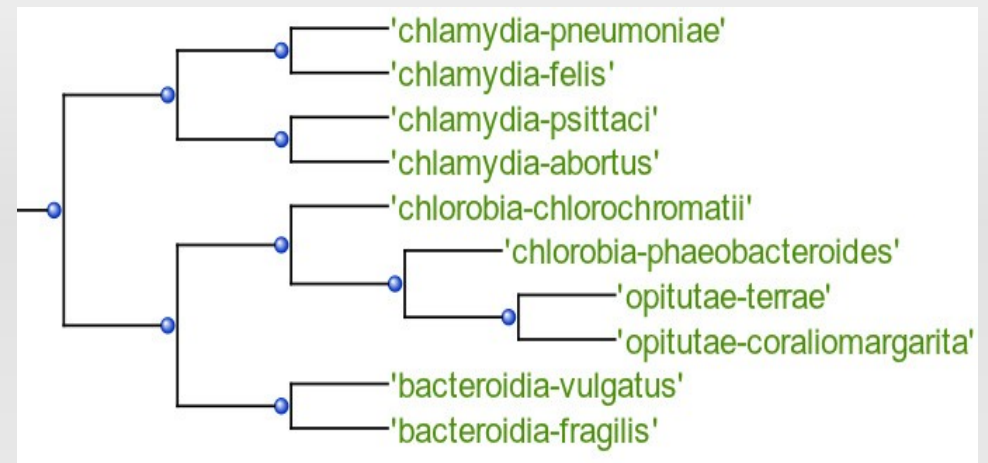 'chlamydia-pneumoniae'
'chlamydia-felis'
'chlamydia-psittaci'
'chlamydia-abortus'
'chlorobia-chlorochromatii'
'chlorobia-phaeobacteroides'
'opitutae-terrae'
'opitutae-coraliomargarita'
'bacteroidia-vulgatus'
'bacteroidia-fragilis'